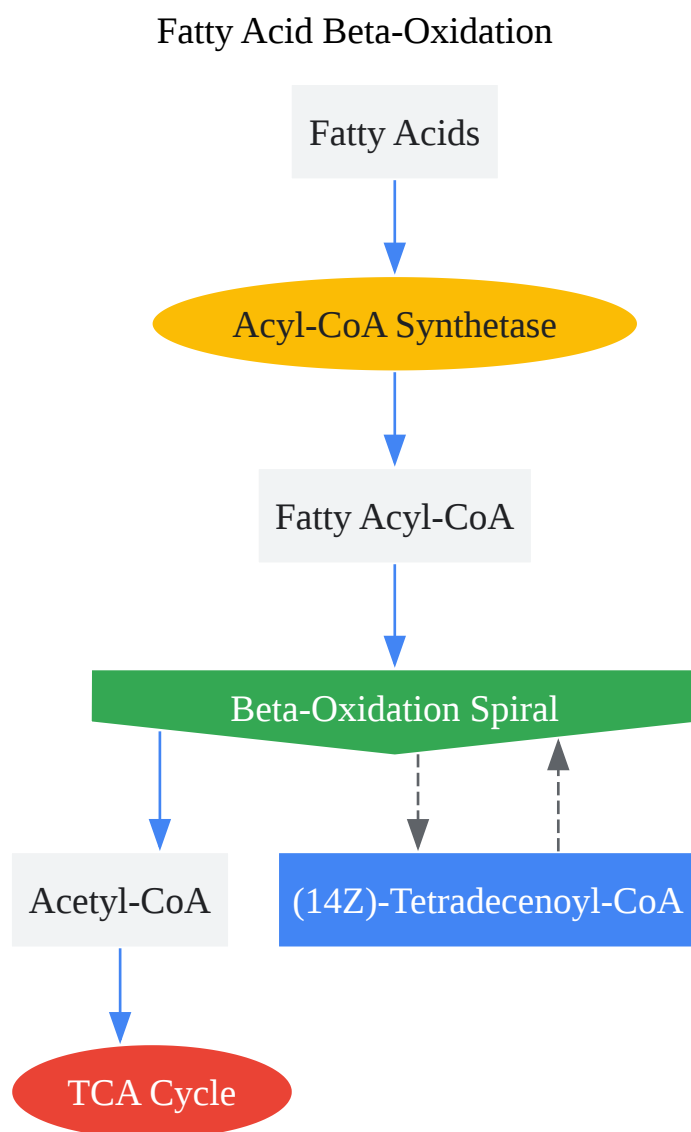 Fatty Acid Beta-Oxidation
Fatty Acids
Acyl-CoA Synthetase
Fatty Acyl-CoA
Beta-Oxidation Spiral
Acetyl-CoA
(14Z)-Tetradecenoyl-CoA
TCA Cycle